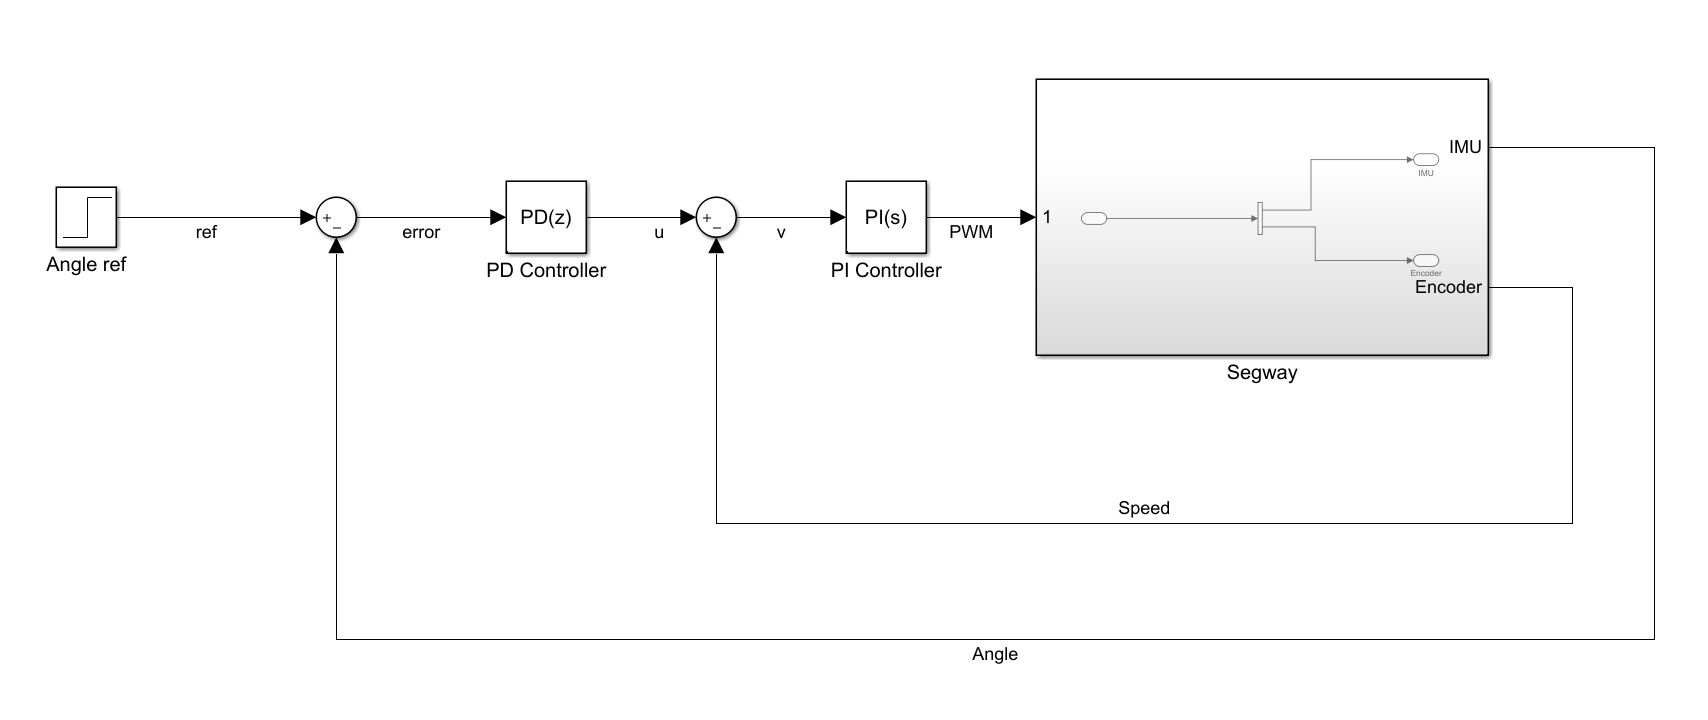 Angle ref
ref
+
−
error
PD(z)
PD Controller
u
+
−
v
PI(s)
PI Controller
PWM
1
IMU
IMU
Encoder
Encoder
Segway
Speed
Angle